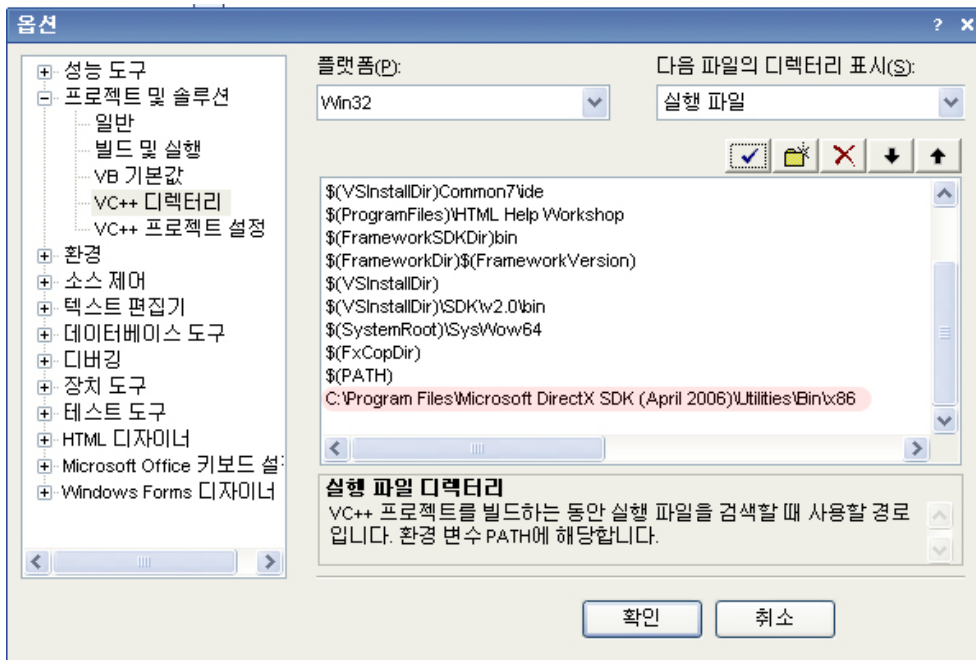 옵션
성능 도구
프로젝트 및 솔루션
일반
빌드 및 실행
VB 기본값
VC++ 디렉터리
VC++ 프로젝트 설정
환경
소스 제어
텍스트 편집기
데이터베이스 도구
디버깅
장치 도구
테스트 도구
HTML 디자이너
Microsoft Office 키보드 설
Windows Forms 디자이너
플랫폼(P):
Win32
다음 파일의 디렉터리 표시(S):
실행 파일
$(VSInstallDir)Common7\ide
$(ProgramFiles)\HTML Help Workshop
$(FrameworkSDKDir)bin
$(FrameworkDir)$(FrameworkVersion)
$(VSInstallDir)
$(VSInstallDir)\SDK\v2.0\bin
$(SystemRoot)\SysWow64
$(FxCopDir)
$(PATH)
C:\Program Files\Microsoft DirectX SDK (April 2006)\Utilities\Bin\x86
실행 파일 디렉터리
VC++ 프로젝트를 빌드하는 동안 실행 파일을 검색할 때 사용할 경로
입니다. 환경 변수 PATH에 해당합니다.
확인
취소